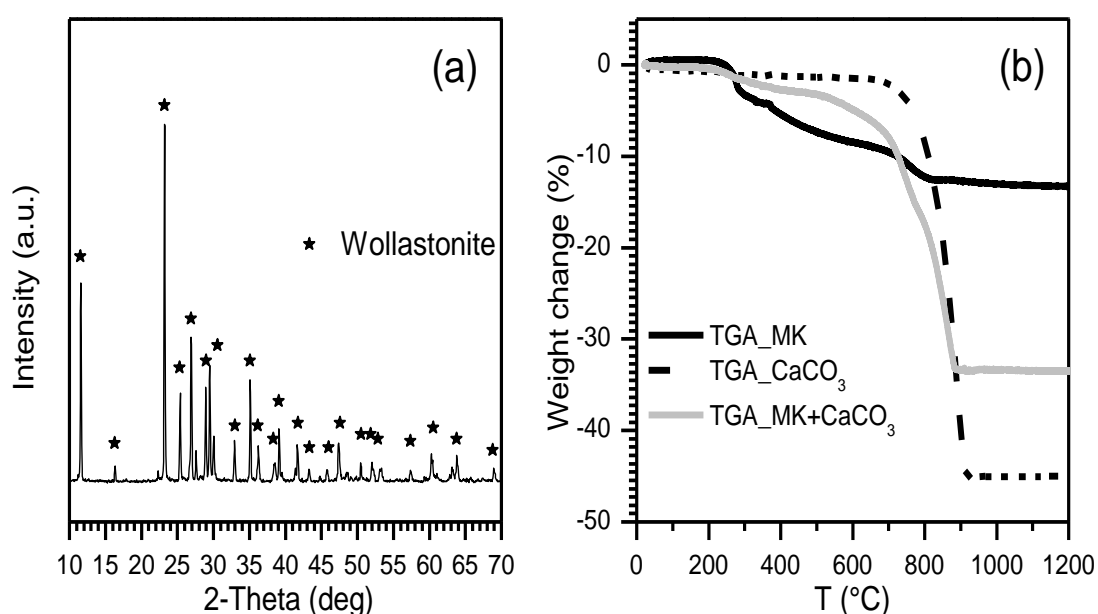 (a)
★ Wollastonite
Intensity (a.u.)
10 15 20 25 30 35 40 45 50 55 60 65 70
2-Theta (deg)
(b)
0
-10
-20
-30
-40
-50
Weight change (%)
TGA_MK
TGA_CaCO₃
TGA_MK+CaCO₃
0 200 400 600 800 1000 1200
T (°C)